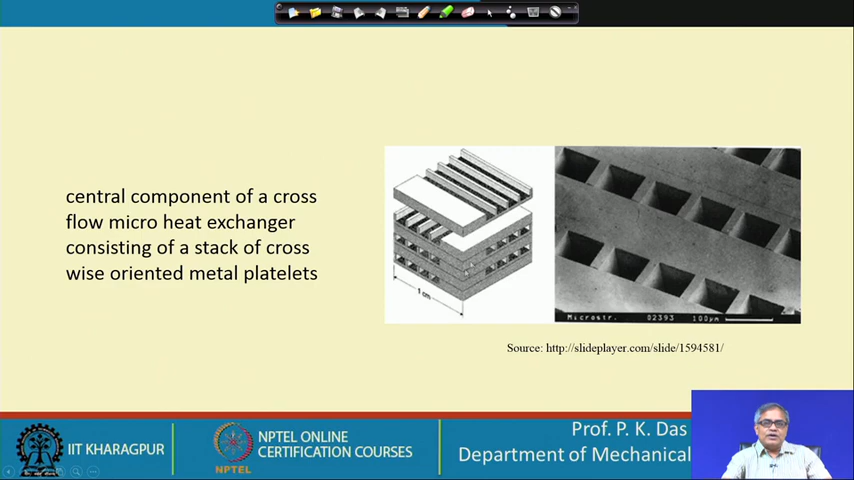 central component of a cross
flow micro heat exchanger
consisting of a stack of cross
wise oriented metal platelets
1 cm
Microstr. 02393 100µm
Source: http://slideplayer.com/slide/1594581/
IIT KHARAGPUR
NPTEL
NPTEL ONLINE
CERTIFICATION COURSES
Prof. P. K. Das
Department of Mechanical